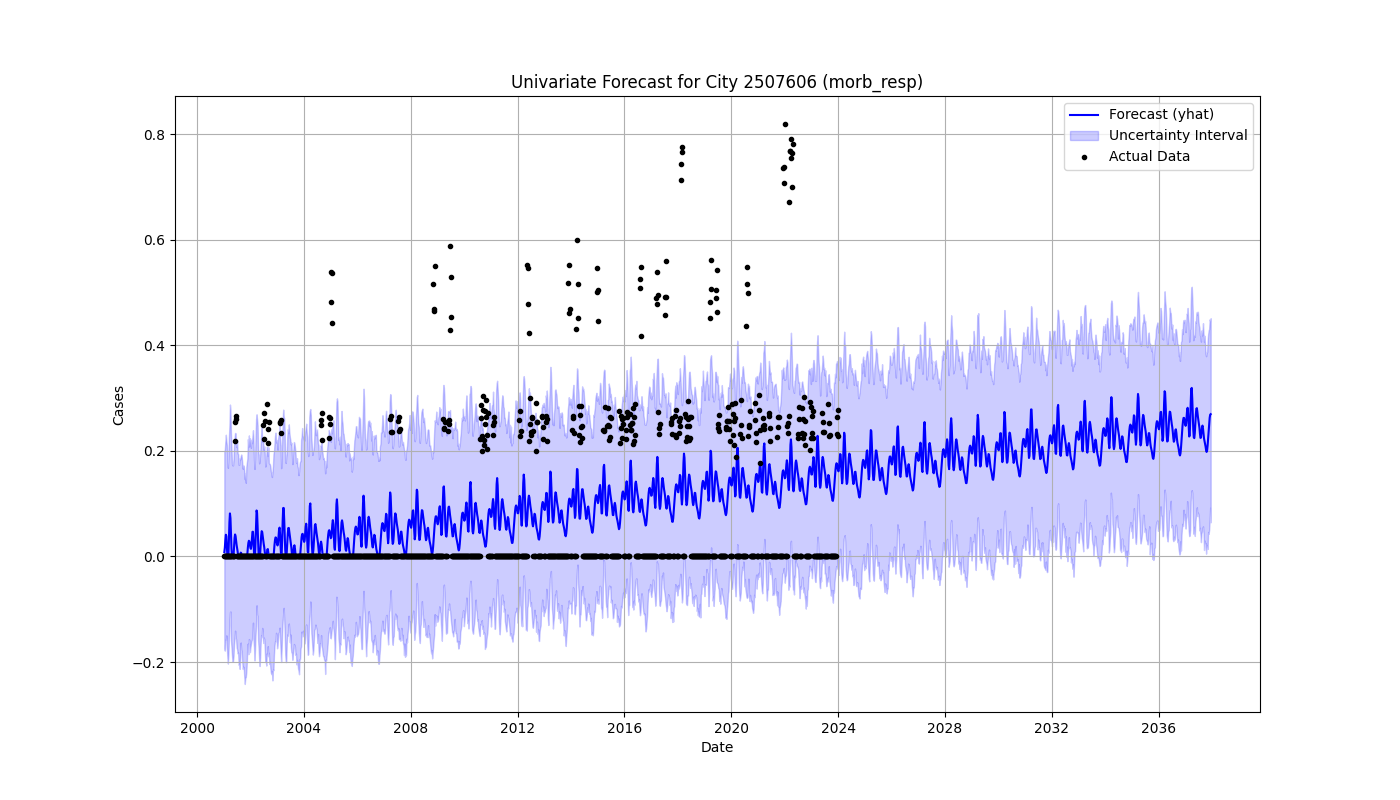 Univariate Forecast for City 2507606 (morb_resp)
Forecast (yhat)
Uncertainty Interval
Actual Data
Cases
0.8
0.6
0.4
0.2
0.0
−0.2
2000
2004
2008
2012
2016
2020
2024
2028
2032
2036
Date